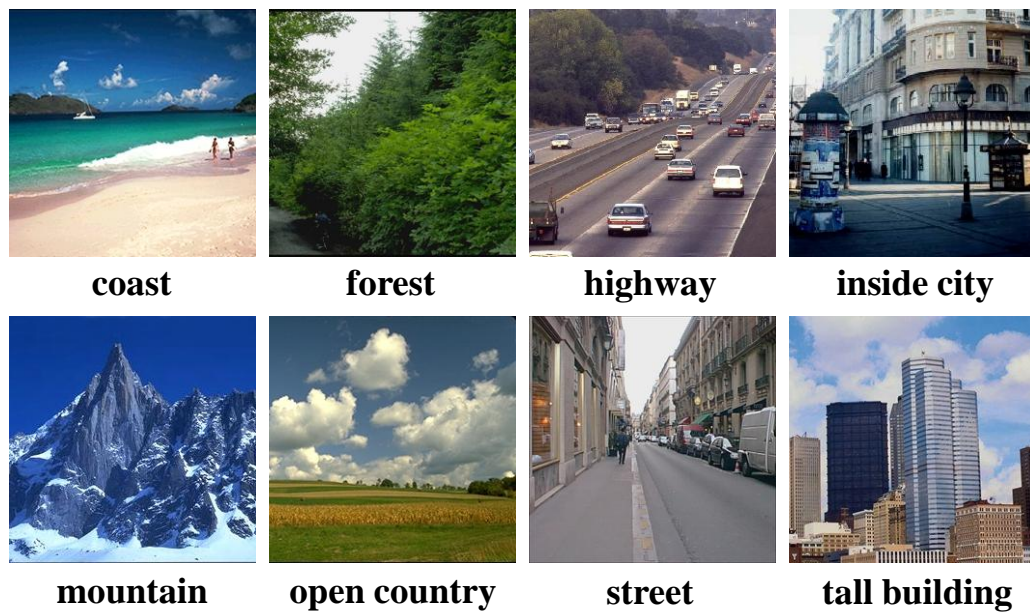 coast
forest
highway
inside city
mountain
open country
street
tall building